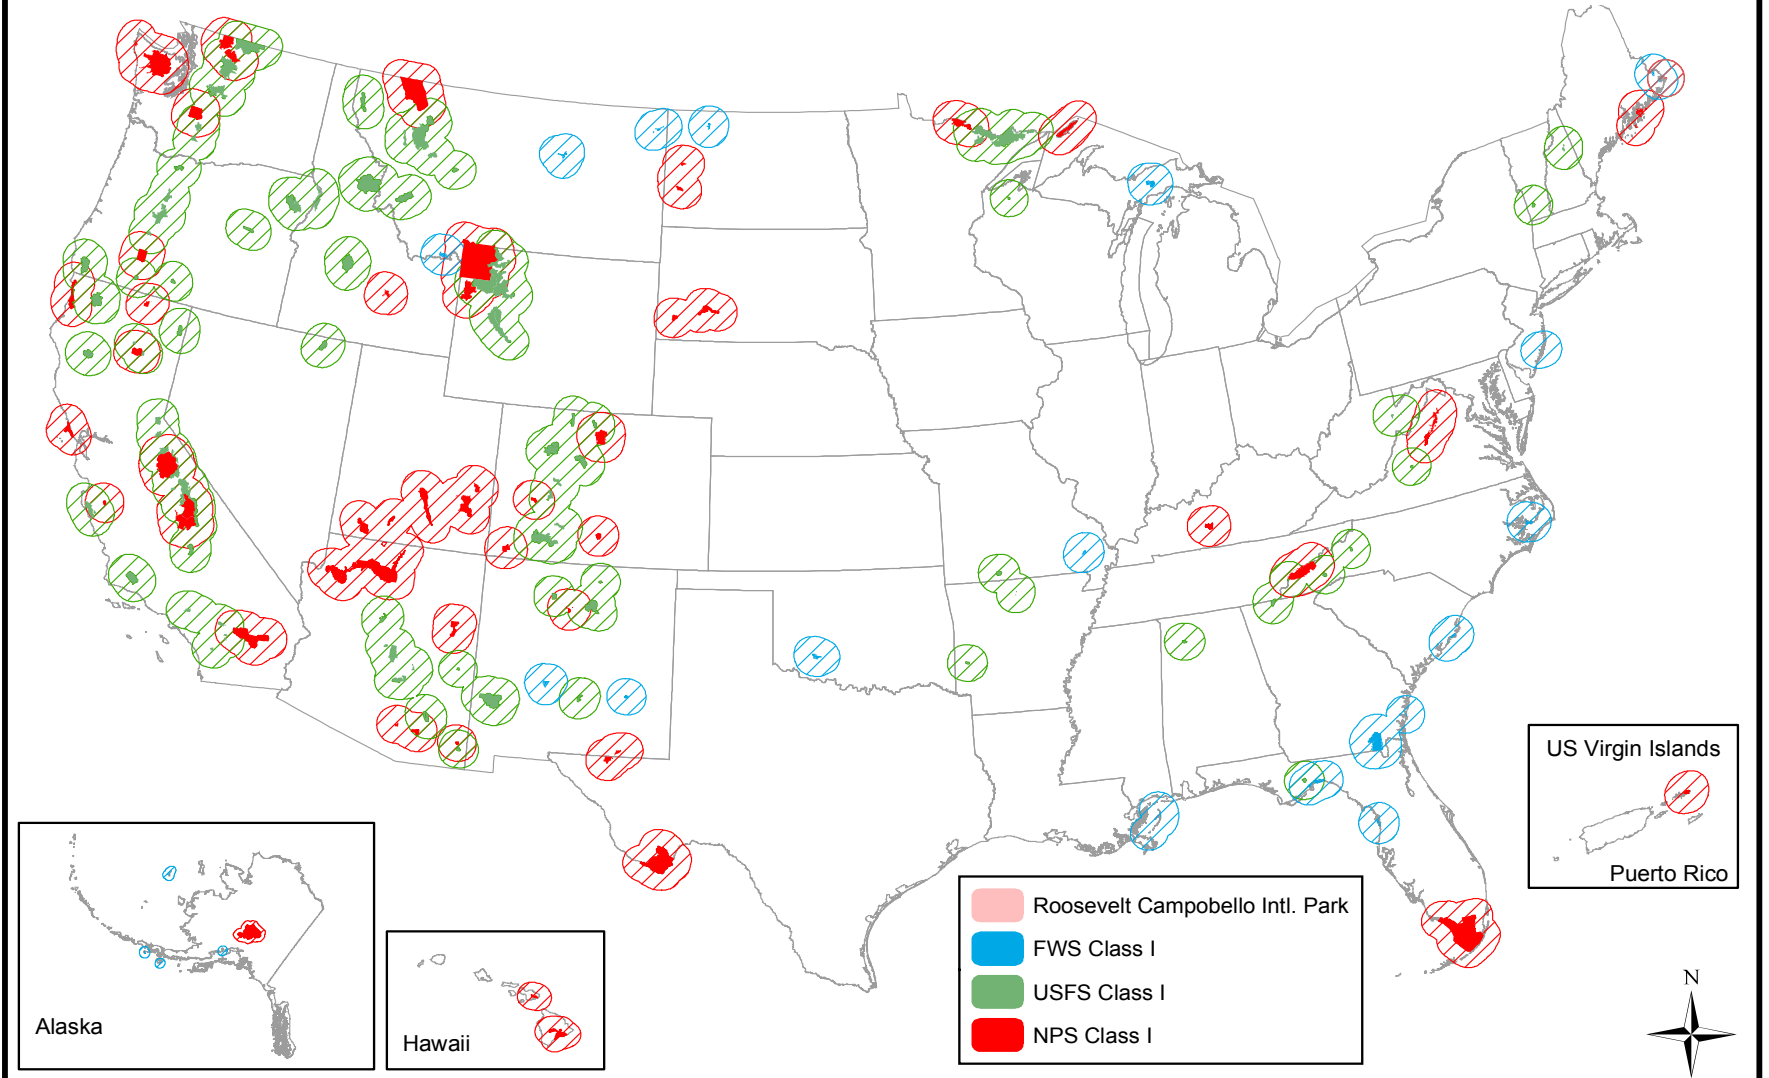 US Virgin Islands
Puerto Rico
Roosevelt Campobello Intl. Park
FWS Class I
USFS Class I
NPS Class I
Alaska
Hawaii
N